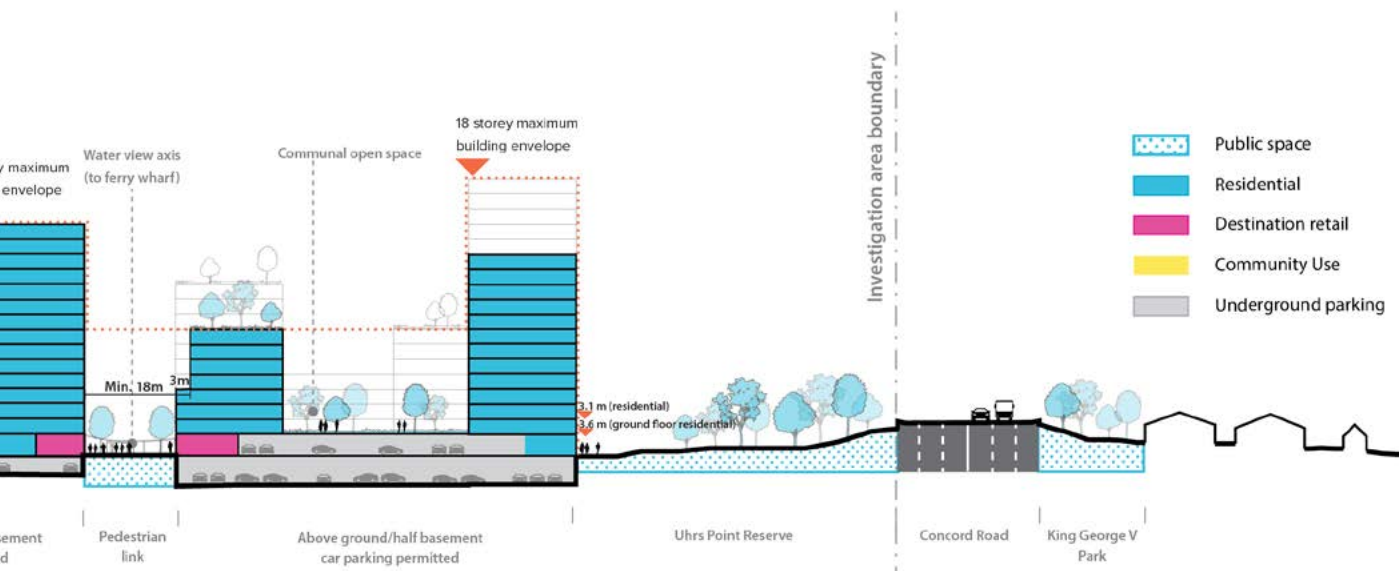 18 storey maximum
building envelope
Water view axis
(to ferry wharf)
Communal open space
maximum
envelope
Investigation area boundary
Public space
Residential
Destination retail
Community Use
Underground parking
Min. 18m
3m
3.1 m (residential)
3.6 m (ground floor residential)
Pedestrian
link
Above ground/half basement
car parking permitted
Uhrs Point Reserve
Concord Road
King George V
Park